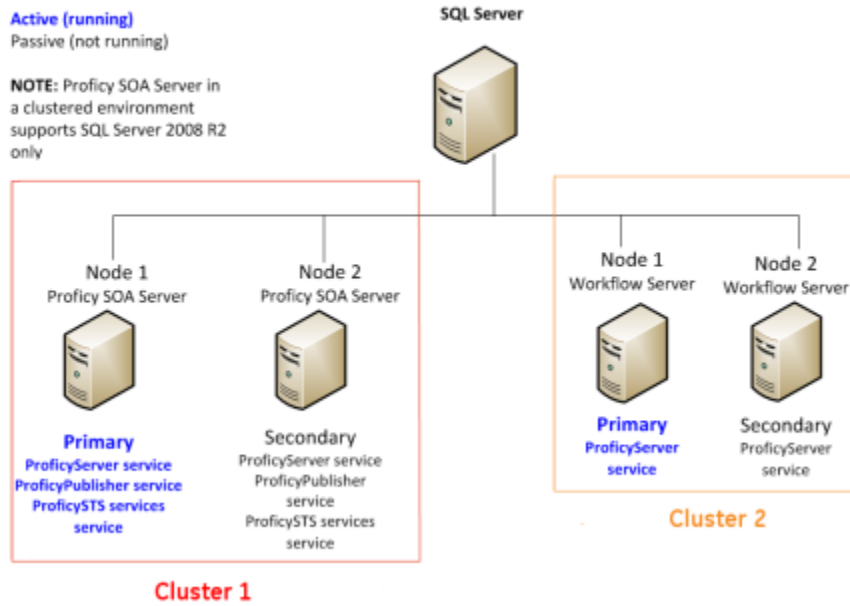 Active (running)
Passive (not running)
NOTE: Proficy SOA Server in
a clustered environment
supports SQL Server 2008 R2
only
SQL Server
Node 1
Proficy SOA Server
Primary
ProficyServer service
ProficyPublisher service
ProficySTS services
service
Node 2
Proficy SOA Server
Secondary
ProficyServer service
ProficyPublisher
service
ProficySTS services
service
Cluster 1
Node 1
Workflow Server
Primary
ProficyServer
service
Node 2
Workflow Server
Secondary
ProficyServer
service
Cluster 2